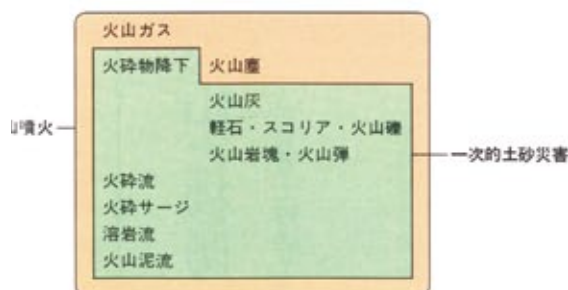 火山ガス
火砕物降下 火山塵
火山灰
軽石・スコリア・火山礫
火山岩塊・火山弾
山噴火
一次的土砂災害
火砕流
火砕サージ
溶岩流
火山泥流